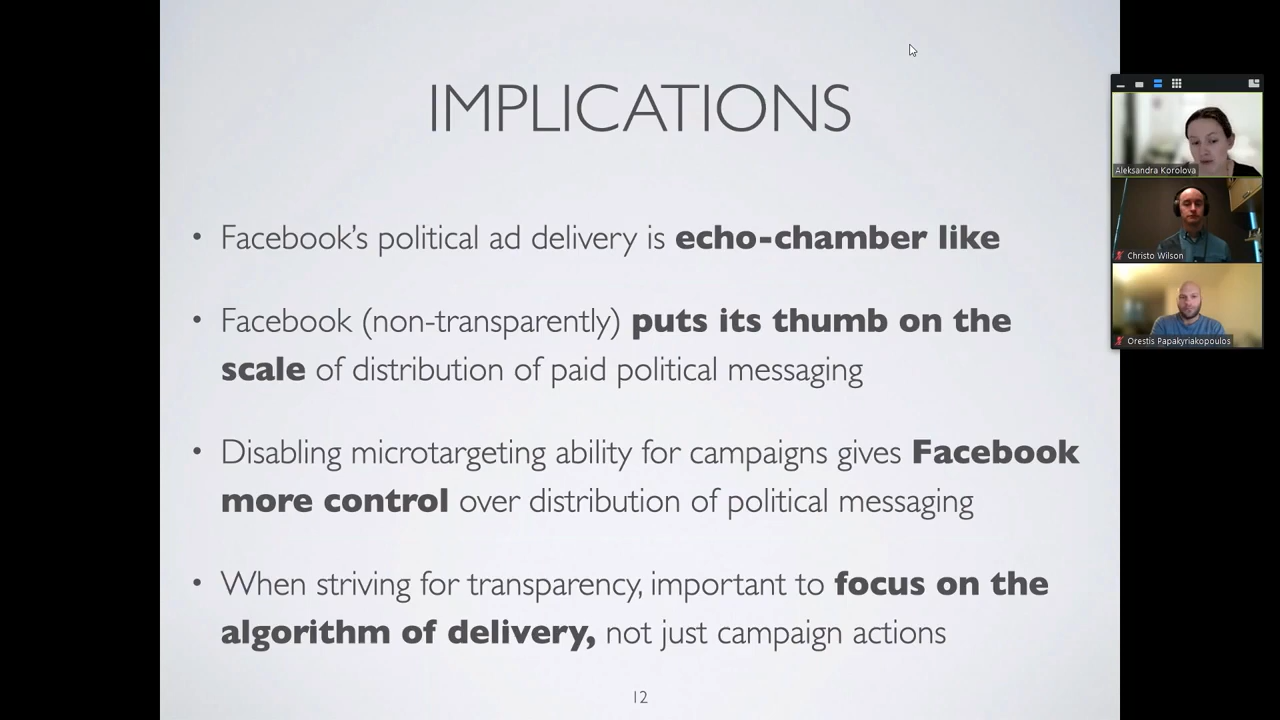 IMPLICATIONS
• Facebook’s political ad delivery is echo-chamber like
• Facebook (non-transparently) puts its thumb on the
scale of distribution of paid political messaging
• Disabling microtargeting ability for campaigns gives Facebook
more control over distribution of political messaging
• When striving for transparency, important to focus on the
algorithm of delivery, not just campaign actions
12
Aleksandra Korolova
Christo Wilson
Orestis Papakyriakopoulos